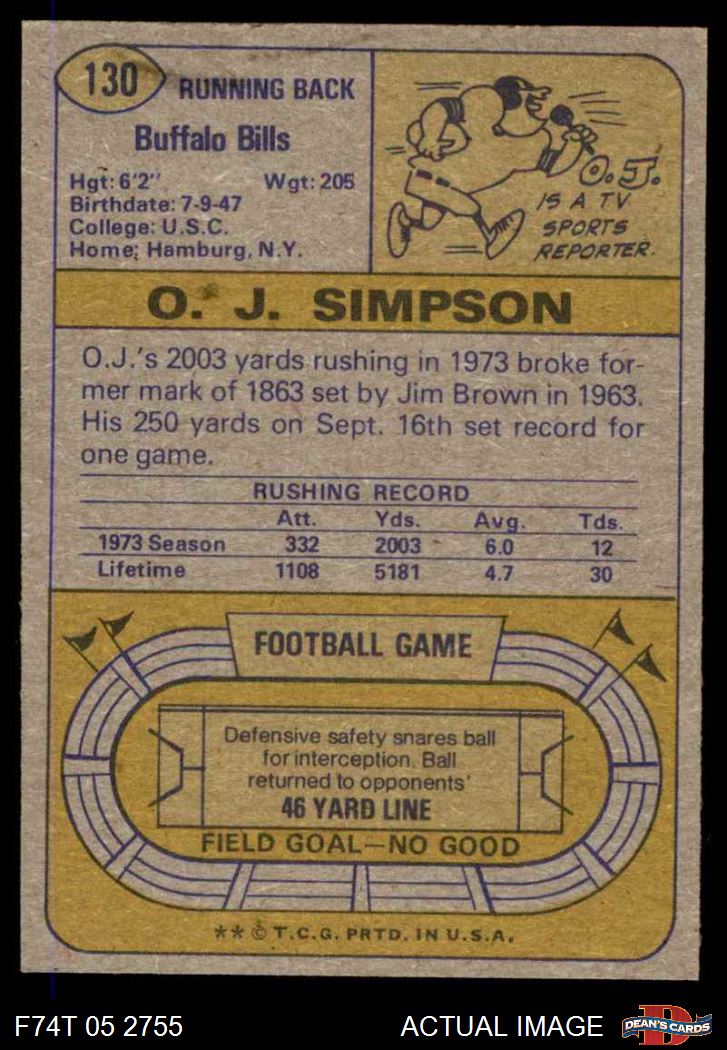 130
RUNNING BACK
Buffalo Bills
Hgt: 6'2" Wgt: 205
Birthdate: 7-9-47
College: U.S.C.
Home; Hamburg, N.Y.
O.J.
IS A TV
SPORTS
REPORTER.
O. J. SIMPSON
O.J.'s 2003 yards rushing in 1973 broke for-
mer mark of 1863 set by Jim Brown in 1963.
His 250 yards on Sept. 16th set record for
one game.
RUSHING RECORD
Att. Yds. Avg. Tds.
1973 Season 332 2003 6.0 12
Lifetime 1108 5181 4.7 30
FOOTBALL GAME
Defensive safety snares ball
for interception. Ball
returned to opponents'
46 YARD LINE
FIELD GOAL—NO GOOD
** © T.C.G. PRTD. IN U.S.A.
F74T 05 2755 ACTUAL IMAGE
D
DEAN'S CARDS